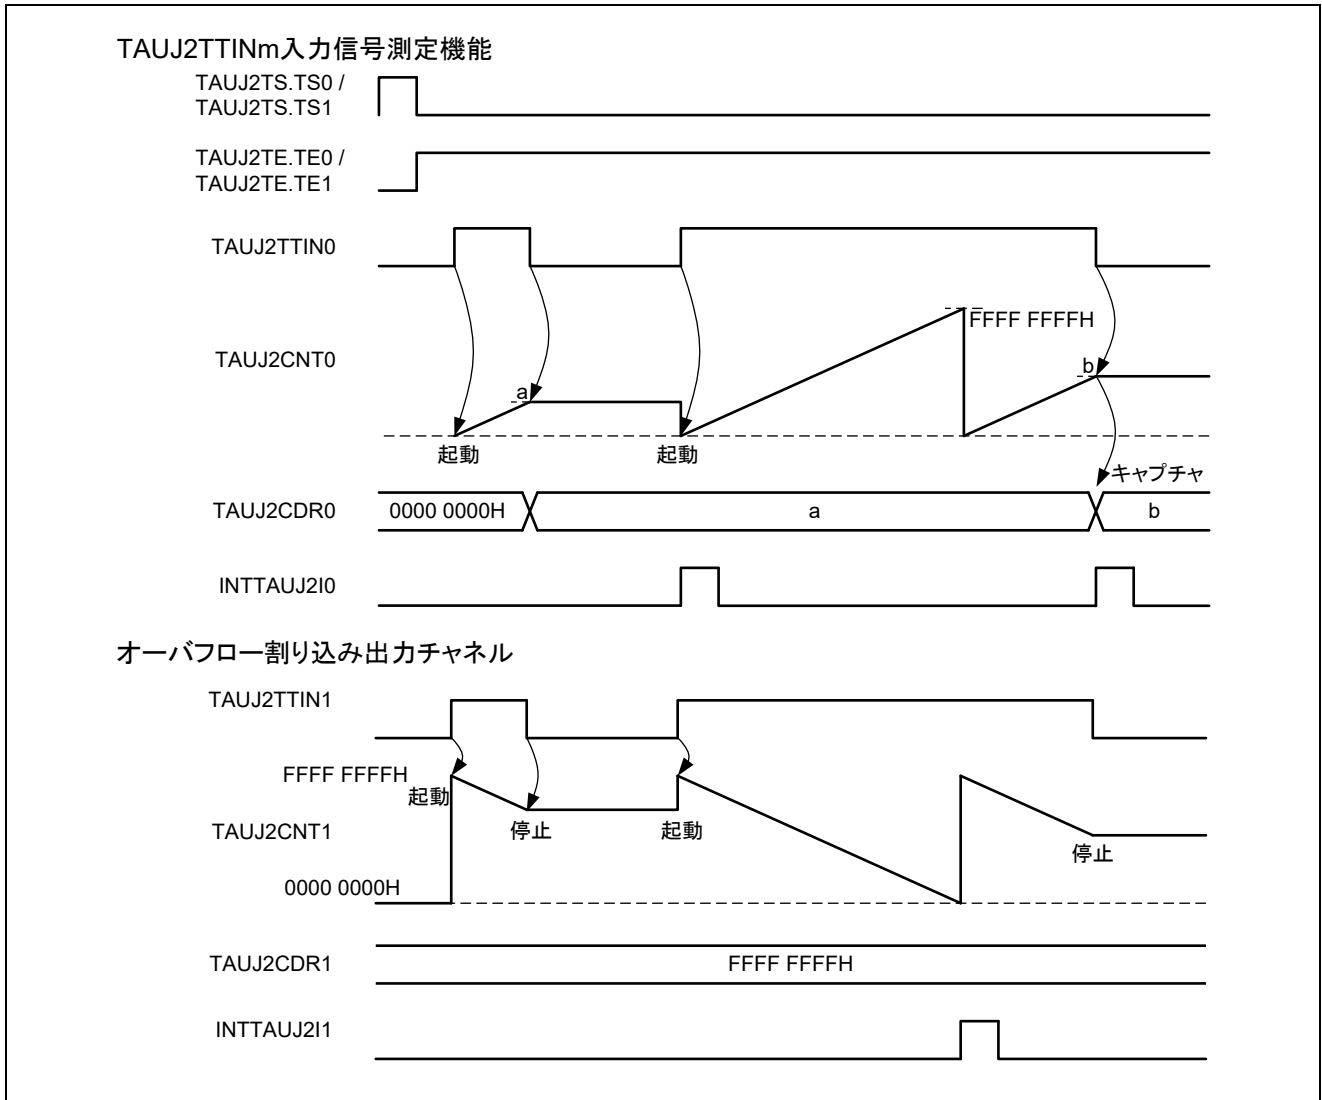 TAUJ2TTINm入力信号測定機能
TAUJ2TS.TS0 /
TAUJ2TS.TS1
TAUJ2TE.TE0 /
TAUJ2TE.TE1
TAUJ2TTIN0
FFFF FFFFH
TAUJ2CNT0
a
b
起動
起動
キャプチャ
TAUJ2CDR0
0000 0000H
a
b
INTTAUJ2I0
オーバフロー割り込み出力チャネル
TAUJ2TTIN1
FFFF FFFFH
起動
TAUJ2CNT1
停止
起動
停止
0000 0000H
TAUJ2CDR1
FFFF FFFFH
INTTAUJ2I1